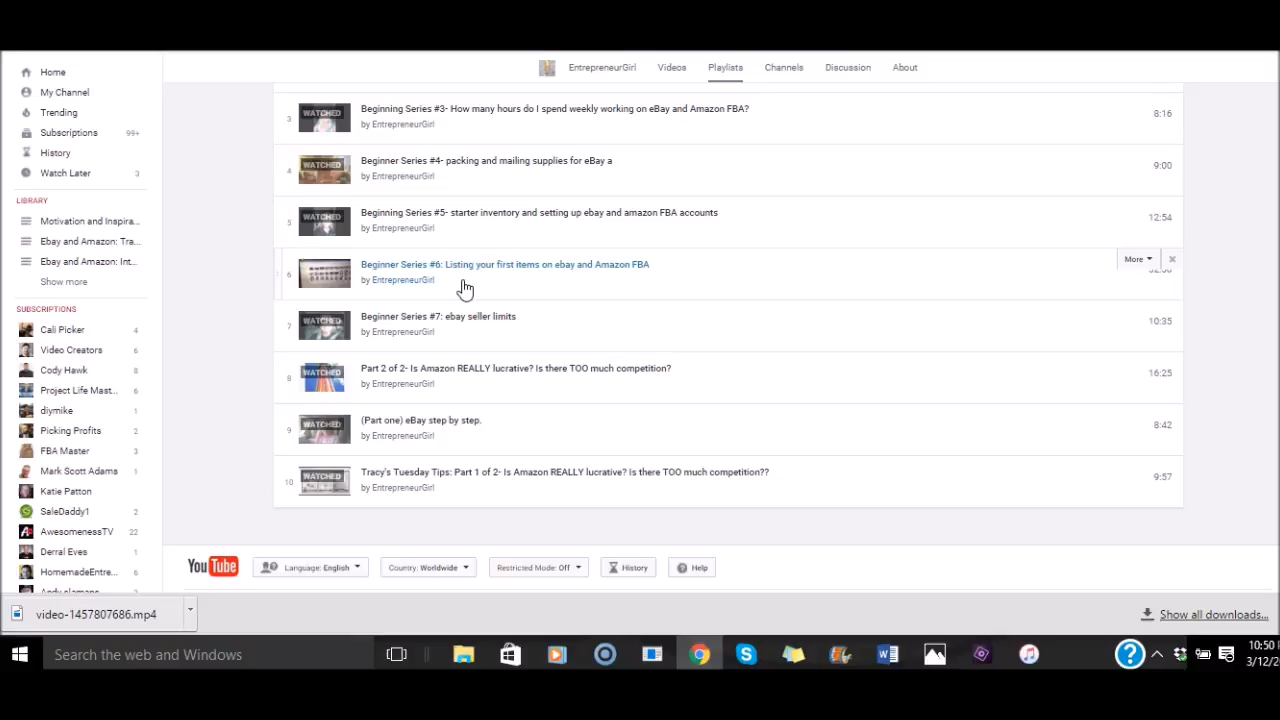 EntrepreneurGirl Videos Playlists Channels Discussion About
Home
My Channel
Trending
Subscriptions 99+
History
Watch Later 3
LIBRARY
Motivation and Inspira...
Ebay and Amazon: Tra...
Ebay and Amazon: Int...
Show more
SUBSCRIPTIONS
Cali Picker 4
Video Creators 6
Cody Hawk 8
Project Life Mast... 6
diymike 1
Picking Profits 2
FBA Master 3
Mark Scott Adams 1
Katie Patton 1
SaleDaddy1 2
AwesomenessTV 22
Derral Eves 1
HomemadeEntre... 6
3 WATCHED Beginning Series #3- How many hours do I spend weekly working on eBay and Amazon FBA? 8:16
by EntrepreneurGirl
4 WATCHED Beginner Series #4- packing and mailing supplies for eBay a 9:00
by EntrepreneurGirl
5 WATCHED Beginning Series #5- starter inventory and setting up ebay and amazon FBA accounts 12:54
by EntrepreneurGirl
6 Beginner Series #6: Listing your first items on ebay and Amazon FBA More
by EntrepreneurGirl
7 WATCHED Beginner Series #7: ebay seller limits 10:35
by EntrepreneurGirl
8 WATCHED Part 2 of 2- Is Amazon REALLY lucrative? Is there TOO much competition? 16:25
by EntrepreneurGirl
9 WATCHED (Part one) eBay step by step. 8:42
by EntrepreneurGirl
10 WATCHED Tracy's Tuesday Tips: Part 1 of 2- Is Amazon REALLY lucrative? Is there TOO much competition?? 9:57
by EntrepreneurGirl
YouTube Language: English Country: Worldwide Restricted Mode: Off History Help
video-1457807686.mp4 Show all downloads...
Search the web and Windows
10:50
3/12/2